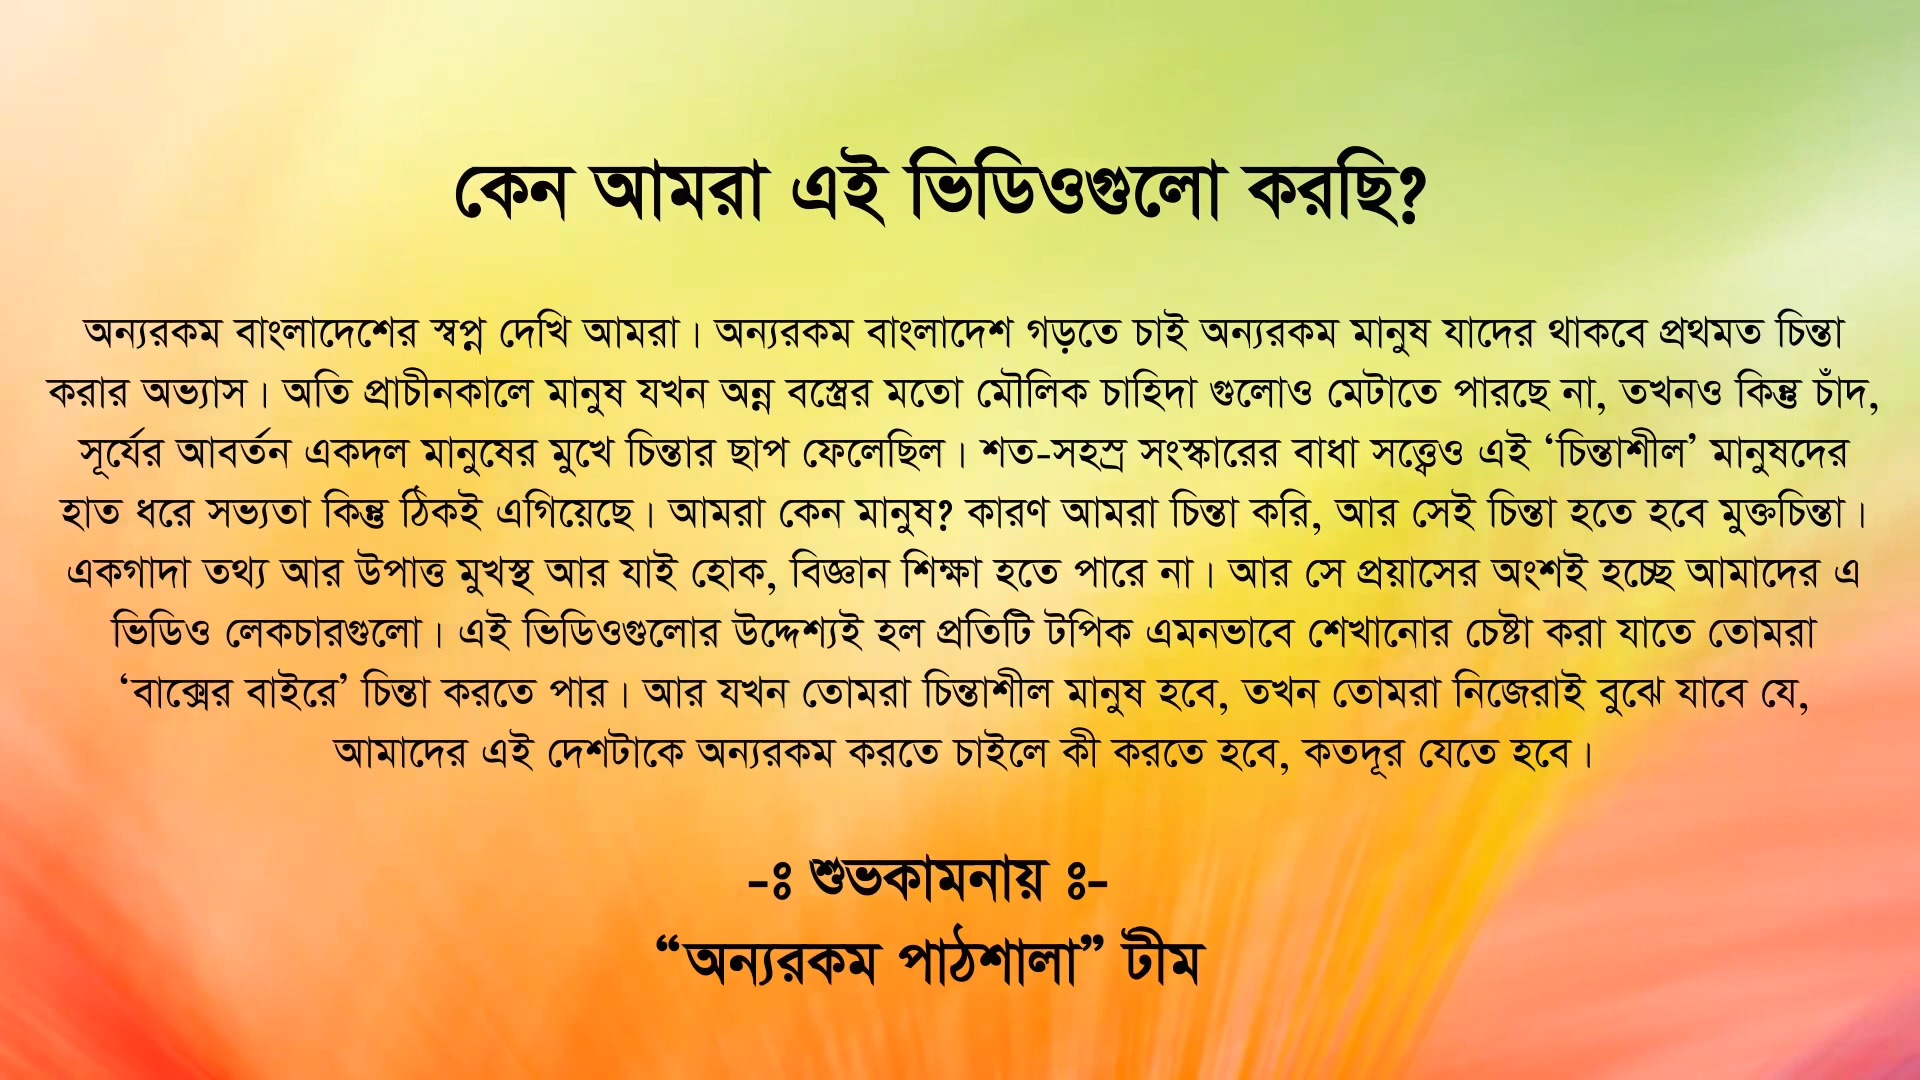 কেন আমরা এই ভিডিওগুলো করছি?
অন্যরকম বাংলাদেশের স্বপ্ন দেখি আমরা। অন্যরকম বাংলাদেশ গড়তে চাই অন্যরকম মানুষ যাদের থাকবে প্রথমত চিন্তা
করার অভ্যাস। অতি প্রাচীনকালে মানুষ যখন অন্ন বস্ত্রের মতো মৌলিক চাহিদা গুলোও মেটাতে পারছে না, তখনও কিন্তু চাঁদ,
সূর্যের আবর্তন একদল মানুষের মুখে চিন্তার ছাপ ফেলেছিল। শত-সহস্র সংস্কারের বাধা সত্ত্বেও এই ‘চিন্তাশীল’ মানুষদের
হাত ধরে সভ্যতা কিন্তু ঠিকই এগিয়েছে। আমরা কেন মানুষ? কারণ আমরা চিন্তা করি, আর সেই চিন্তা হতে হবে মুক্তচিন্তা।
একগাদা তথ্য আর উপাত্ত মুখস্থ আর যাই হোক, বিজ্ঞান শিক্ষা হতে পারে না। আর সে প্রয়াসের অংশই হচ্ছে আমাদের এ
ভিডিও লেকচারগুলো। এই ভিডিওগুলোর উদ্দেশ্যই হল প্রতিটি টপিক এমনভাবে শেখানোর চেষ্টা করা যাতে তোমরা
‘বাক্সের বাইরে’ চিন্তা করতে পার। আর যখন তোমরা চিন্তাশীল মানুষ হবে, তখন তোমরা নিজেরাই বুঝে যাবে যে,
আমাদের এই দেশটাকে অন্যরকম করতে চাইলে কী করতে হবে, কতদূর যেতে হবে।
-ঃ শুভকামনায় ঃ-
“অন্যরকম পাঠশালা” টীম